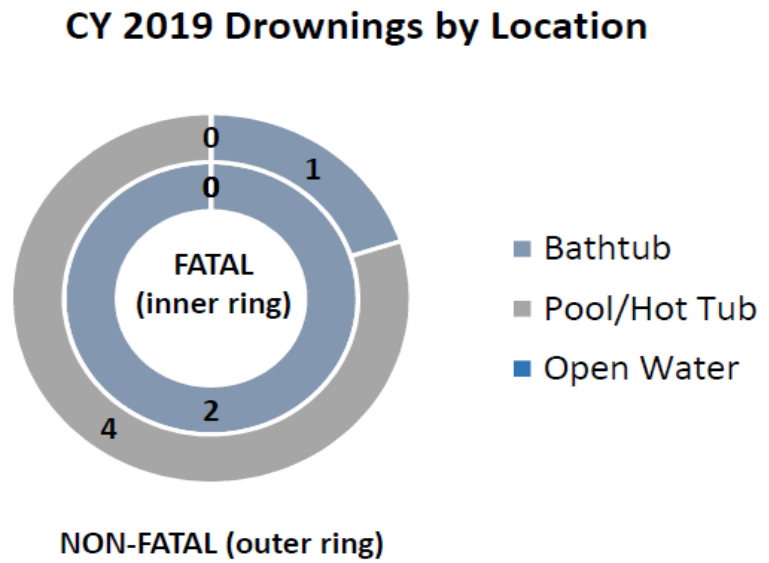 CY 2019 Drownings by Location
0
1
0
FATAL
(inner ring)
2
4
Bathtub
Pool/Hot Tub
Open Water
NON-FATAL (outer ring)